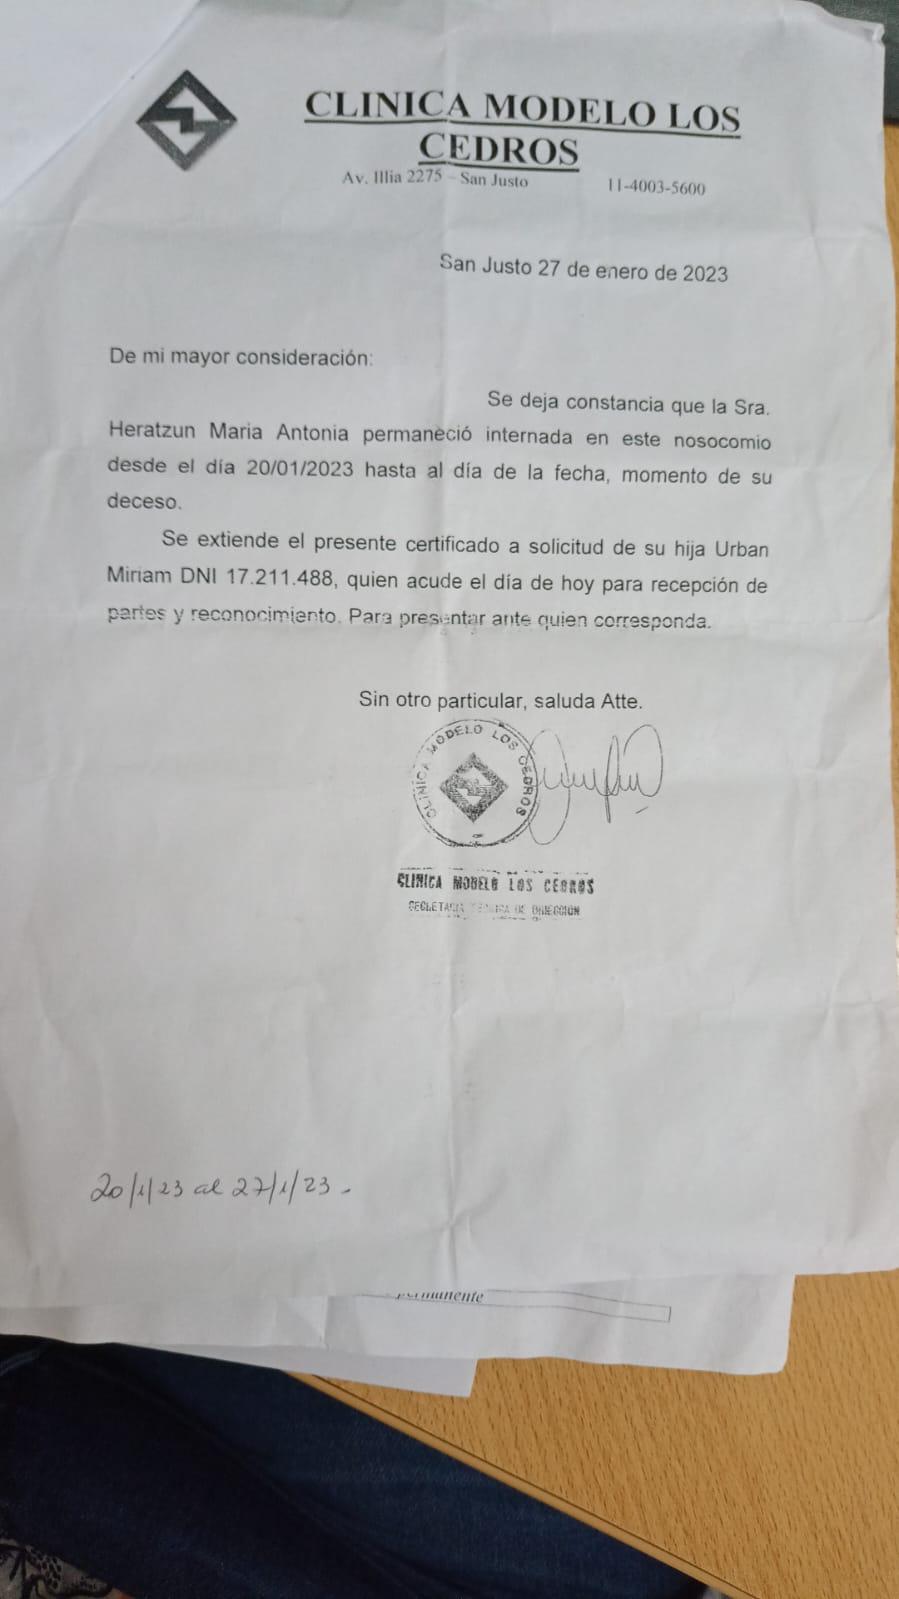 CLINICA MODELO LOS
CEDROS
Av. Illia 2275 - San Justo 11-4003-5600
San Justo 27 de enero de 2023
De mi mayor consideración:
Se deja constancia que la Sra.
Heratzun Maria Antonia permaneció internada en este nosocomio
desde el día 20/01/2023 hasta al día de la fecha, momento de su
deceso.
Se extiende el presente certificado a solicitud de su hija Urban
Miriam DNI 17.211.488, quien acude el día de hoy para recepción de
partes y reconocimiento. Para presentar ante quien corresponda.
Sin otro particular, saluda Atte.
CLINICA MODELO LOS CEDROS
CLINICA MODELO LOS CEDROS
DE DIRECCIÓN
20/1/23 al 27/1/23.